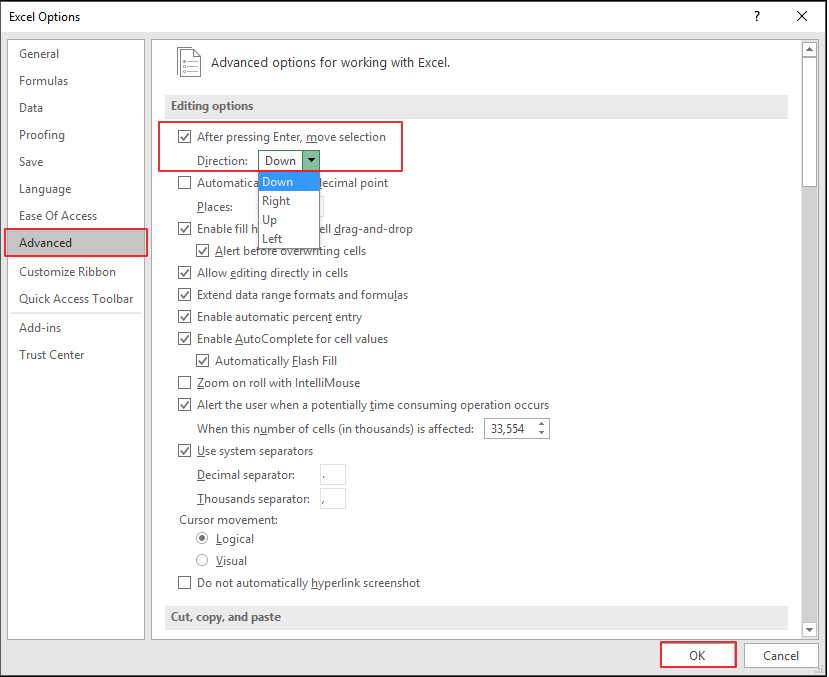 Excel Options
?
General
Formulas
Data
Proofing
Save
Language
Ease Of Access
Advanced
Customize Ribbon
Quick Access Toolbar
Add-ins
Trust Center
Advanced options for working with Excel.
Editing options
After pressing Enter, move selection
Direction: Down
Down
Right
Up
Left
decimal point
Places:
Enable fill drag-and-drop
Alert before overwriting cells
Allow editing directly in cells
Extend data range formats and formulas
Enable automatic percent entry
Enable AutoComplete for cell values
Automatically Flash Fill
Zoom on roll with IntelliMouse
Alert the user when a potentially time consuming operation occurs
When this number of cells (in thousands) is affected: 33,554
Use system separators
Decimal separator: .
Thousands separator: ,
Cursor movement:
Logical
Visual
Do not automatically hyperlink screenshot
Cut, copy, and paste
OK
Cancel